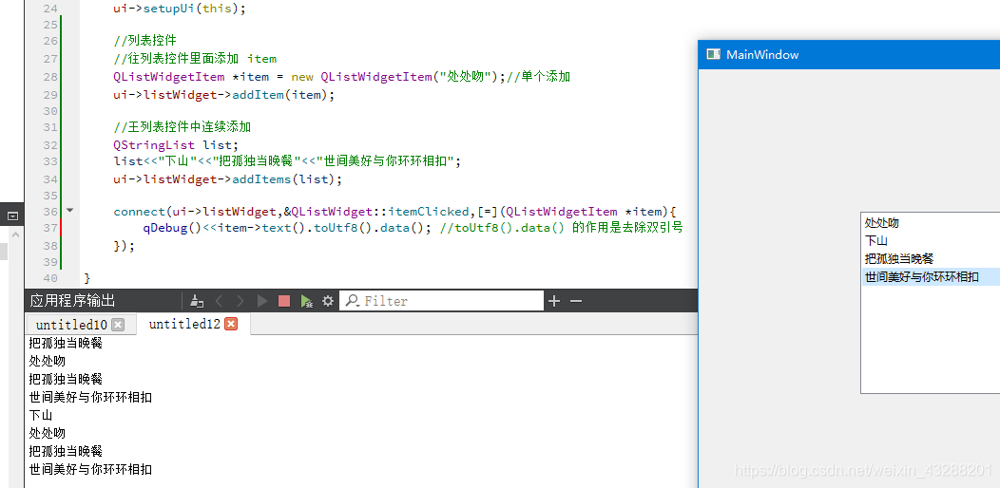 24 ui->setupUi(this);
25
26 //列表控件
27 //往列表控件里面添加 item
28 QListWidgetItem *item = new QListWidgetItem("处处吻");//单个添加
29 ui->listWidget->addItem(item);
30
31 //王列表控件中连续添加
32 QStringList list;
33 list<<"下山"<<"把孤独当晚餐"<<"世间美好与你环环相扣";
34 ui->listWidget->addItems(list);
35
36 connect(ui->listWidget,&QListWidget::itemClicked,[=](QListWidgetItem *item){
37 qDebug()<<item->text().toUtf8().data(); //toUtf8().data() 的作用是去除双引号
38 });
39
40 }
应用程序输出
Filter
untitled10
untitled12
把孤独当晚餐
处处吻
把孤独当晚餐
世间美好与你环环相扣
下山
处处吻
把孤独当晚餐
世间美好与你环环相扣
MainWindow
处处吻
下山
把孤独当晚餐
世间美好与你环环相扣
https://blog.csdn.net/weixin_43288201